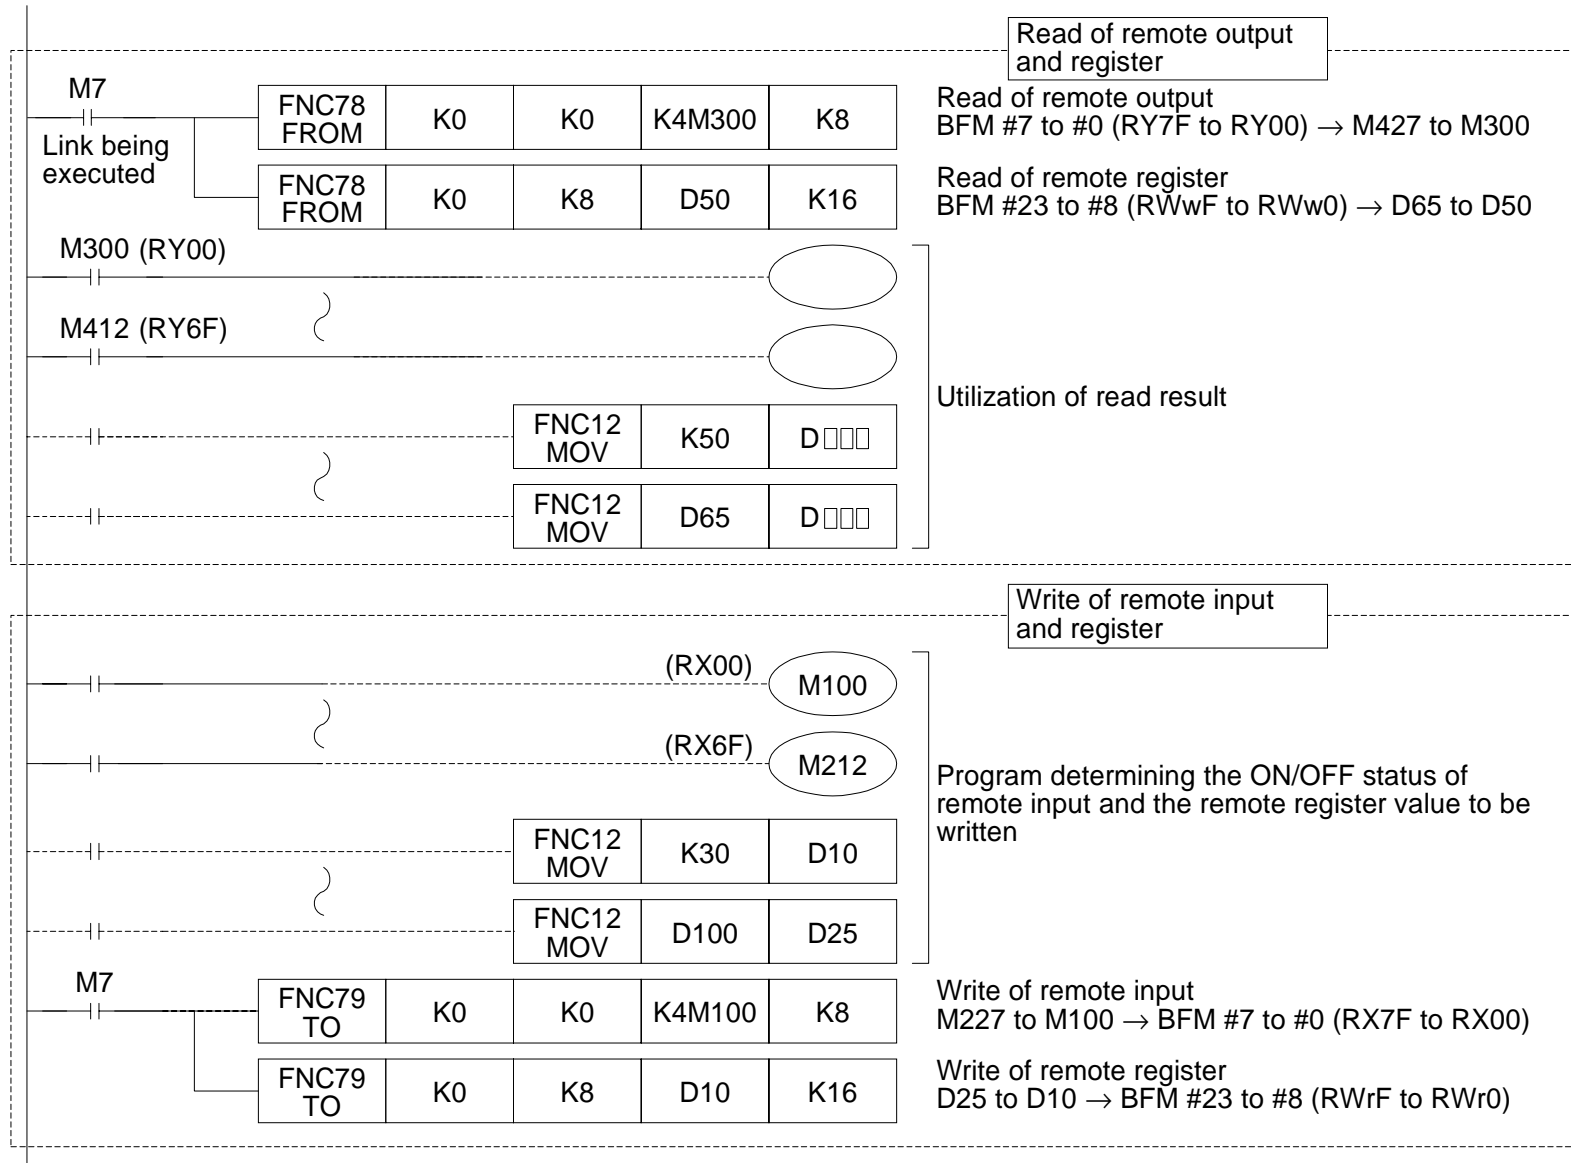 Read of remote output
and register
M7
Link being
executed
FNC78
FROM
K0
K0
K4M300
K8
Read of remote output
BFM #7 to #0 (RY7F to RY00) → M427 to M300
FNC78
FROM
K0
K8
D50
K16
Read of remote register
BFM #23 to #8 (RWwF to RWw0) → D65 to D50
M300 (RY00)
M412 (RY6F)
Utilization of read result
FNC12
MOV
K50
D□□□
FNC12
MOV
D65
D□□□
Write of remote input
and register
(RX00)
M100
(RX6F)
M212
Program determining the ON/OFF status of
remote input and the remote register value to be
written
FNC12
MOV
K30
D10
FNC12
MOV
D100
D25
M7
FNC79
TO
K0
K0
K4M100
K8
Write of remote input
M227 to M100 → BFM #7 to #0 (RX7F to RX00)
FNC79
TO
K0
K8
D10
K16
Write of remote register
D25 to D10 → BFM #23 to #8 (RWrF to RWr0)